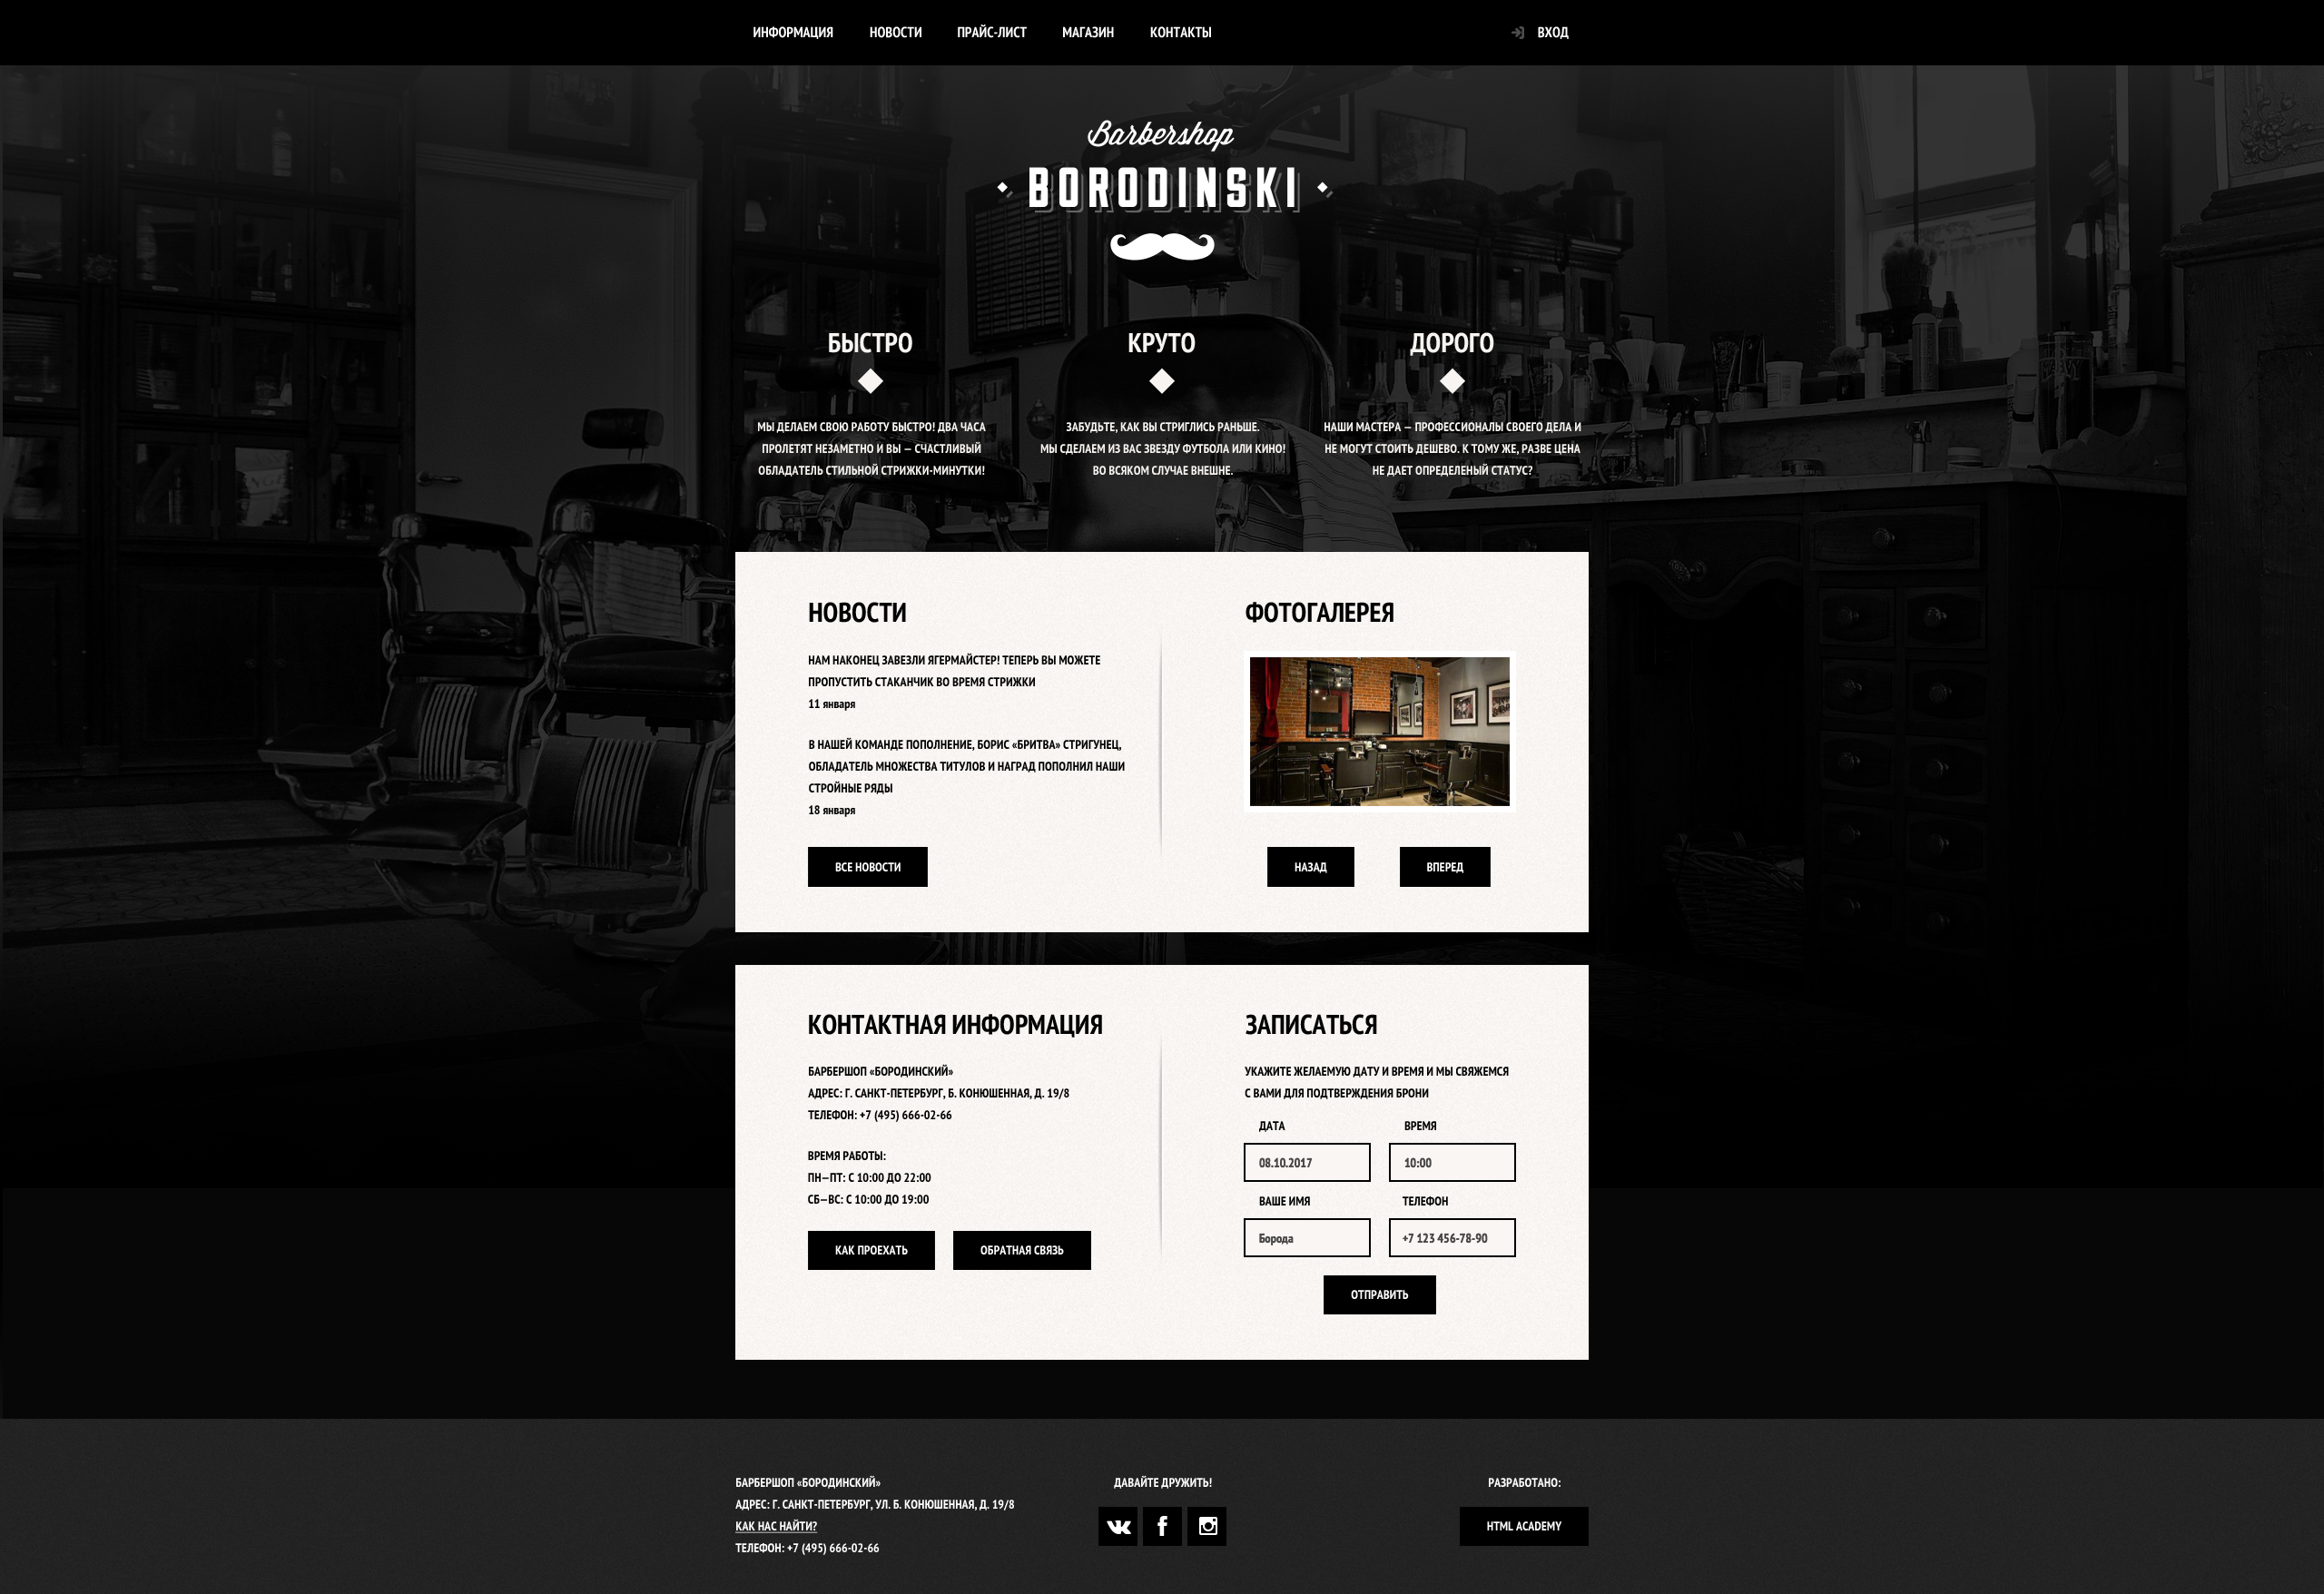 ИНФОРМАЦИЯ НОВОСТИ ПРАЙС-ЛИСТ МАГАЗИН КОНТАКТЫ ВХОД
Barbershop
BORODINSKI
БЫСТРО
МЫ ДЕЛАЕМ СВОЮ РАБОТУ БЫСТРО! ДВА ЧАСА
ПРОЛЕТЯТ НЕЗАМЕТНО И ВЫ — СЧАСТЛИВЫЙ
ОБЛАДАТЕЛЬ СТИЛЬНОЙ СТРИЖКИ-МИНУТКИ!
КРУТО
ЗАБУДЬТЕ, КАК ВЫ СТРИГЛИСЬ РАНЬШЕ.
МЫ СДЕЛАЕМ ИЗ ВАС ЗВЕЗДУ ФУТБОЛА ИЛИ КИНО!
ВО ВСЯКОМ СЛУЧАЕ ВНЕШНЕ.
ДОРОГО
НАШИ МАСТЕРА — ПРОФЕССИОНАЛЫ СВОЕГО ДЕЛА И
НЕ МОГУТ СТОИТЬ ДЕШЕВО. К ТОМУ ЖЕ, РАЗВЕ ЦЕНА
НЕ ДАЕТ ОПРЕДЕЛЕНЫЙ СТАТУС?
НОВОСТИ
НАМ НАКОНЕЦ ЗАВЕЗЛИ ЯГЕРМАЙСТЕР! ТЕПЕРЬ ВЫ МОЖЕТЕ
ПРОПУСТИТЬ СТАКАНЧИК ВО ВРЕМЯ СТРИЖКИ
11 января
В НАШЕЙ КОМАНДЕ ПОПОЛНЕНИЕ, БОРИС «БРИТВА» СТРИГУНЕЦ,
ОБЛАДАТЕЛЬ МНОЖЕСТВА ТИТУЛОВ И НАГРАД ПОПОЛНИЛ НАШИ
СТРОЙНЫЕ РЯДЫ
18 января
ВСЕ НОВОСТИ
ФОТОГАЛЕРЕЯ
НАЗАД ВПЕРЕД
КОНТАКТНАЯ ИНФОРМАЦИЯ
БАРБЕРШОП «БОРОДИНСКИЙ»
АДРЕС: Г. САНКТ-ПЕТЕРБУРГ, Б. КОНЮШЕННАЯ, Д. 19/8
ТЕЛЕФОН: +7 (495) 666-02-66
ВРЕМЯ РАБОТЫ:
ПН—ПТ: С 10:00 ДО 22:00
СБ—ВС: С 10:00 ДО 19:00
КАК ПРОЕХАТЬ ОБРАТНАЯ СВЯЗЬ
ЗАПИСАТЬСЯ
УКАЖИТЕ ЖЕЛАЕМУЮ ДАТУ И ВРЕМЯ И МЫ СВЯЖЕМСЯ
С ВАМИ ДЛЯ ПОДТВЕРЖДЕНИЯ БРОНИ
ДАТА ВРЕМЯ
08.10.2017 10:00
ВАШЕ ИМЯ ТЕЛЕФОН
Борода +7 123 456-78-90
ОТПРАВИТЬ
БАРБЕРШОП «БОРОДИНСКИЙ»
АДРЕС: Г. САНКТ-ПЕТЕРБУРГ, УЛ. Б. КОНЮШЕННАЯ, Д. 19/8
КАК НАС НАЙТИ?
ТЕЛЕФОН: +7 (495) 666-02-66
ДАВАЙТЕ ДРУЖИТЬ!
РАЗРАБОТАНО:
HTML ACADEMY